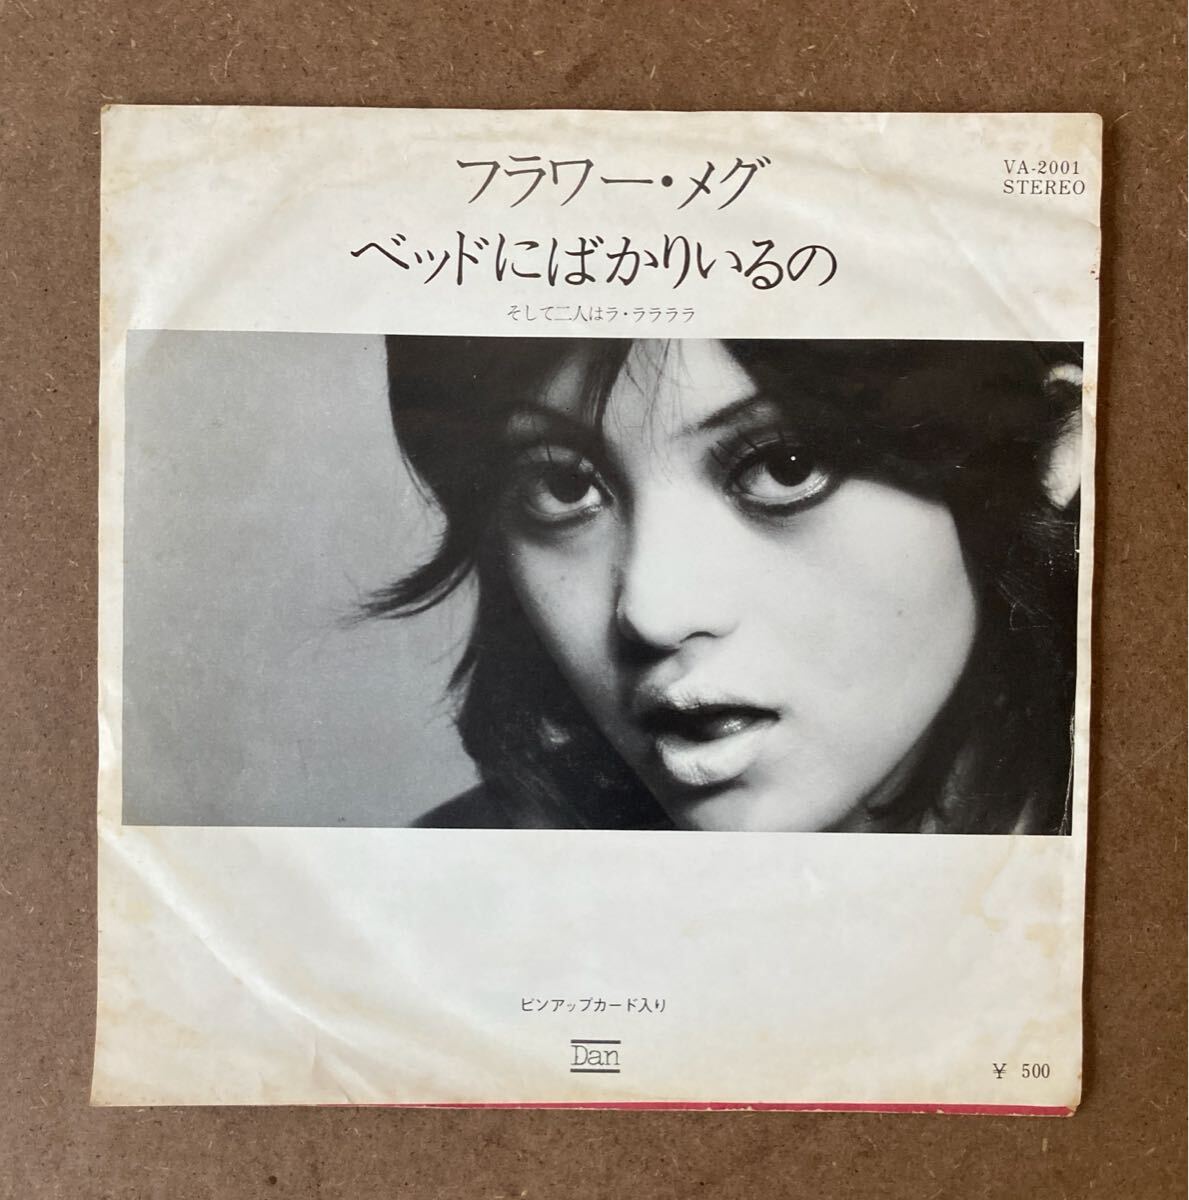 フラワー・メグ
VA-2001
STEREO
ベッドにばかりいるの
そして二人はラ・ララララ
ピンアップカード入り
Dan
¥ 500